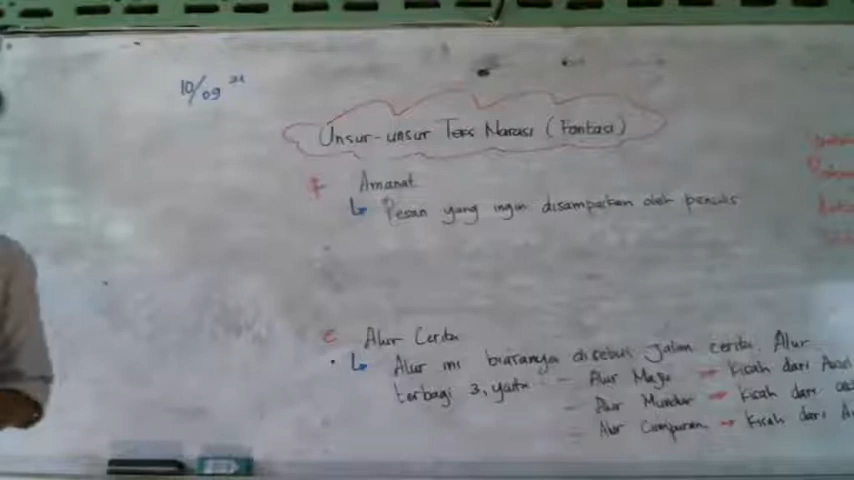 10/09 21
Unsur-unsur Teks Narasi (Fantasi)
f Amanat
Pesan yang ingin disampaikan oleh penulis
e Alur Cerita
Alur ini biasanya disebut Jalan cerita. Alur
terbagi 3, yaitu - Alur Maju → kisah dari Awal
- Alur Mundur → kisah dari
- Alur Campuran → kisah dari